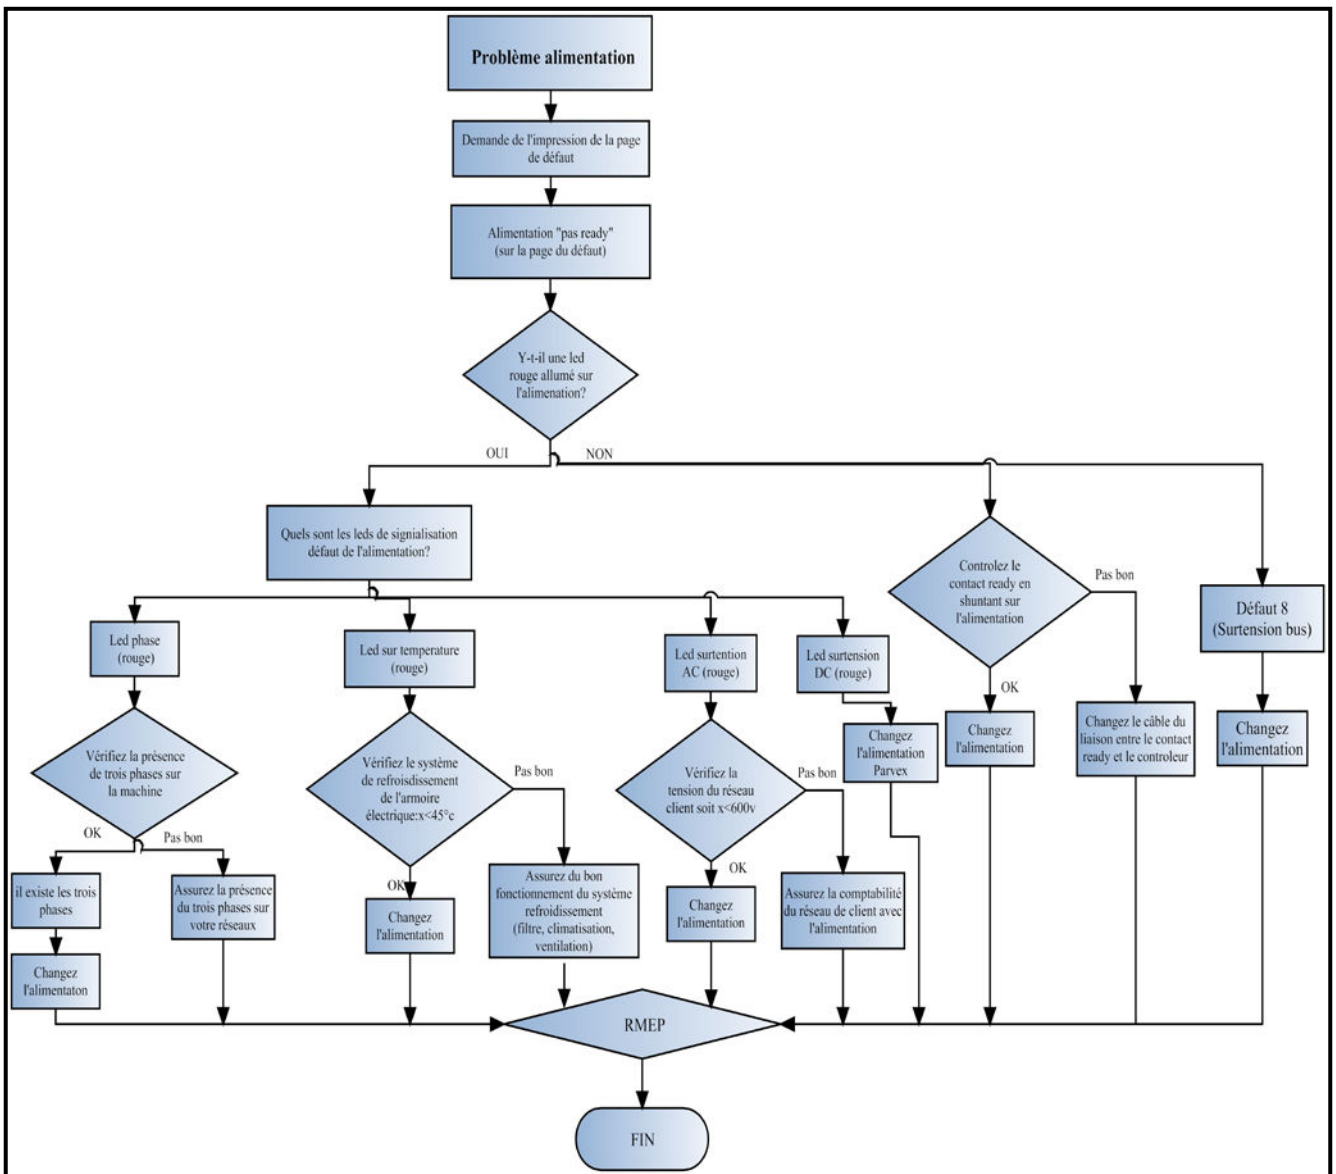 Problème alimentation
Demande de l'impression de la page
de défaut
Alimentation "pas ready"
(sur la page du défaut)
Y-t-il une led
rouge allumé sur
l'alimenation?
OUI
NON
Quels sont les leds de signialisation
défaut de l'alimentation?
Controlez le
contact ready en
shuntant sur
l'alimentation
Pas bon
OK
Défaut 8
(Surtension bus)
Led phase
(rouge)
Led sur temperature
(rouge)
Led surtention
AC (rouge)
Led surtension
DC (rouge)
Changez
l'alimentation
Parvex
Changez
l'alimentation
Changez le câble du
liaison entre le contact
ready et le controleur
Changez
l'alimentation
Vérifiez la présence
de trois phases sur
la machine
OK
Pas bon
Vérifiez le système
de refroisdissement
de l'armoire
électrique:x<45°c
Pas bon
OK
Vérifiez la
tension du réseau
client soit x<600v
Pas bon
OK
il existe les trois
phases
Assurez la présence
du trois phases sur
votre réseaux
Changez
l'alimentation
Assurez du bon
fonctionnement du système
refroidissement
(filtre, climatisation,
ventilation)
Changez
l'alimentation
Assurez la comptabilité
du réseau de client avec
l'alimentation
Changez
l'alimentaton
RMEP
FIN